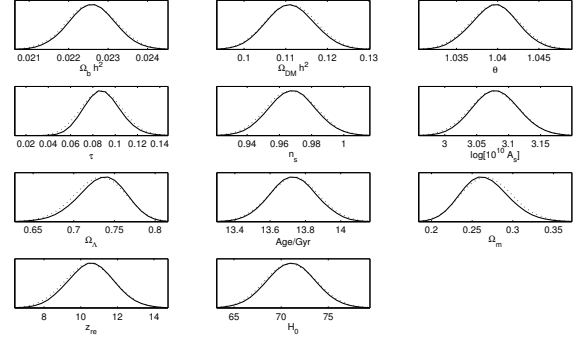 0.021 0.022 0.023 0.024
Ω_b h²
0.1 0.11 0.12 0.13
Ω_DM h²
1.035 1.04 1.045
θ
0.02 0.04 0.06 0.08 0.1 0.12 0.14
τ
0.94 0.96 0.98 1
n_s
3 3.05 3.1 3.15
log[10^10 A_s]
0.65 0.7 0.75 0.8
Ω_Λ
13.4 13.6 13.8 14
Age/Gyr
0.2 0.25 0.3 0.35
Ω_m
8 10 12 14
z_re
65 70 75
H_0